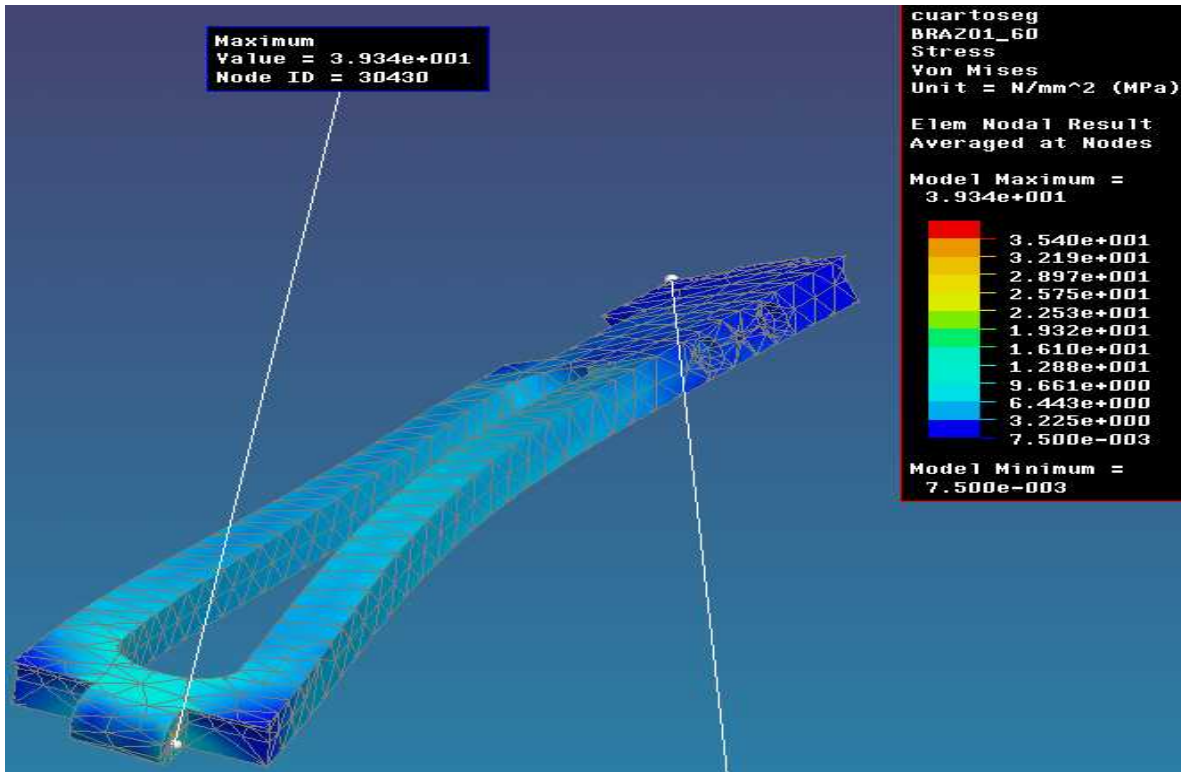 Maximum
Value = 3.934e+001
Node ID = 30430
cuartoseg
BRAZO1_60
Stress
Von Mises
Unit = N/mm^2 (MPa)
Elem Nodal Result
Averaged at Nodes
Model Maximum =
3.934e+001
3.540e+001
3.219e+001
2.897e+001
2.575e+001
2.253e+001
1.932e+001
1.610e+001
1.288e+001
9.661e+000
6.443e+000
3.225e+000
7.500e-003
Model Minimum =
7.500e-003